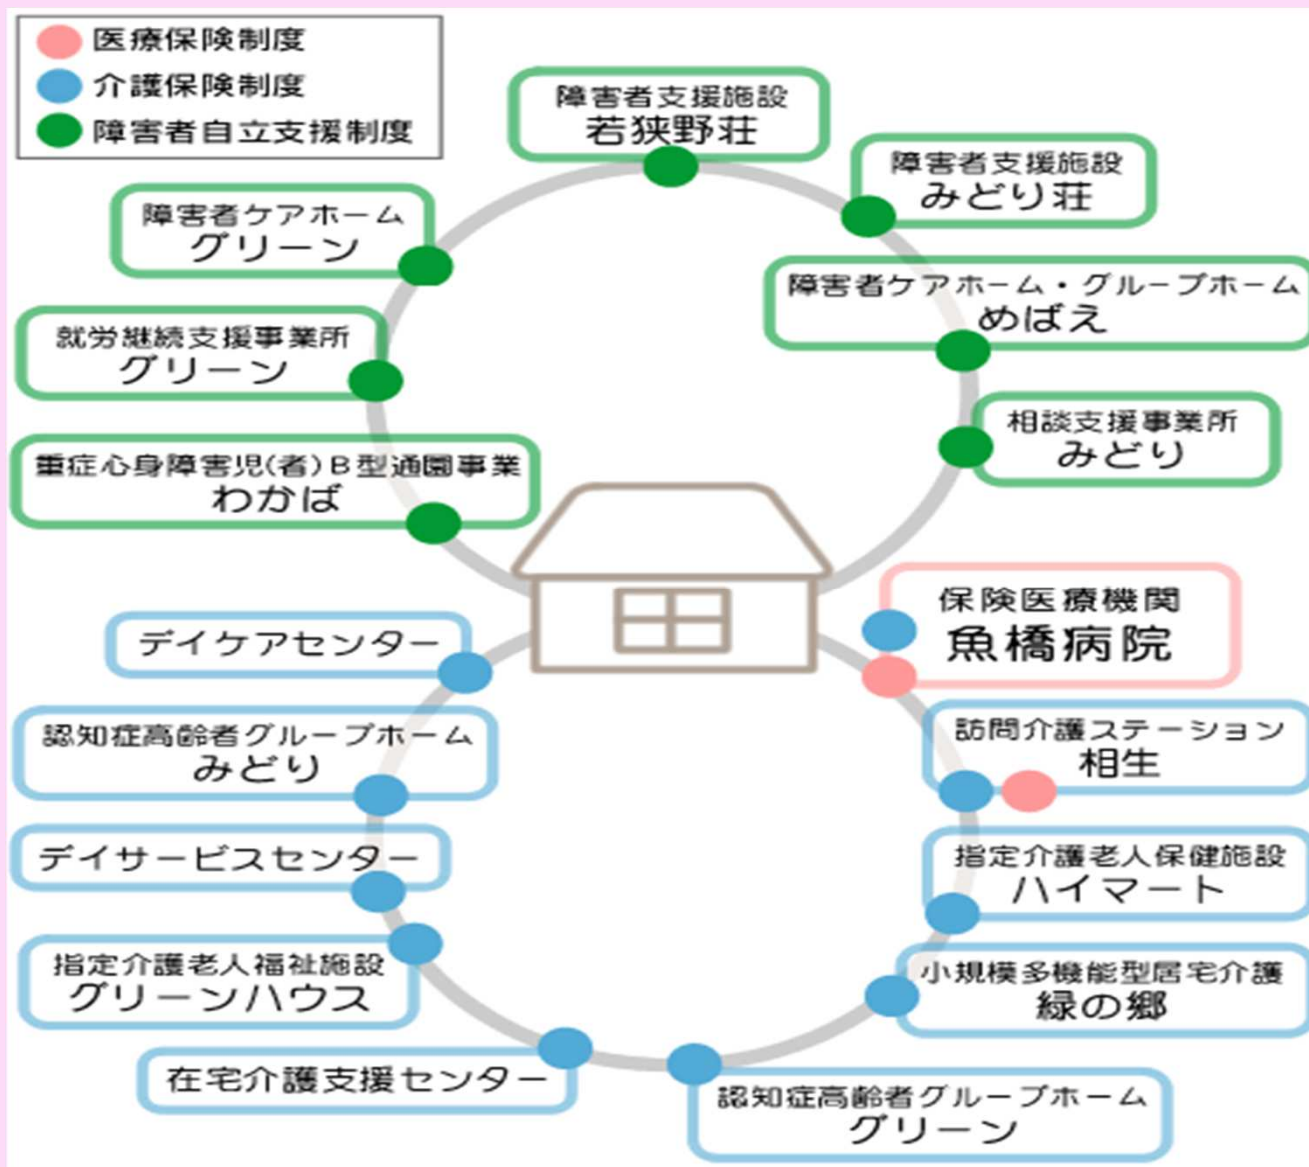 医療保険制度
介護保険制度
障害者自立支援制度
障害者支援施設
若狭野荘
障害者支援施設
みどり荘
障害者ケアホーム
グリーン
障害者ケアホーム・グループホーム
めばえ
就労継続支援事業所
グリーン
相談支援事業所
みどり
重症心身障害児(者)B型通園事業
わかば
保険医療機関
魚橋病院
デイケアセンター
訪問介護ステーション
相生
認知症高齢者グループホーム
みどり
指定介護老人保健施設
ハイマート
デイサービスセンター
小規模多機能型居宅介護
緑の郷
指定介護老人福祉施設
グリーンハウス
在宅介護支援センター
認知症高齢者グループホーム
グリーン